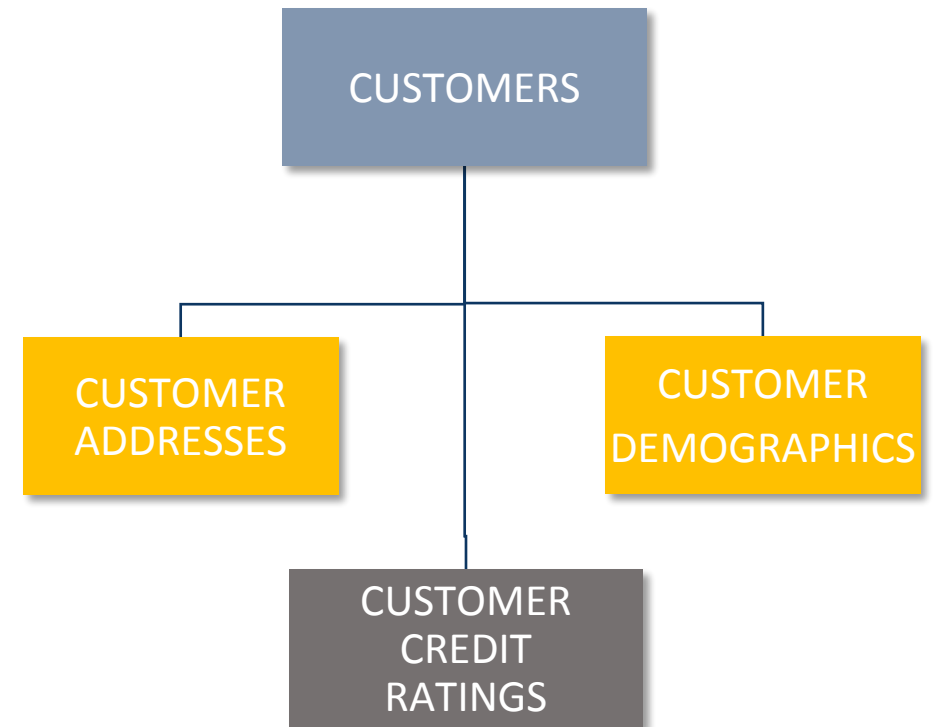 CUSTOMERS
CUSTOMER
ADDRESSES
CUSTOMER
DEMOGRAPHICS
CUSTOMER
CREDIT
RATINGS